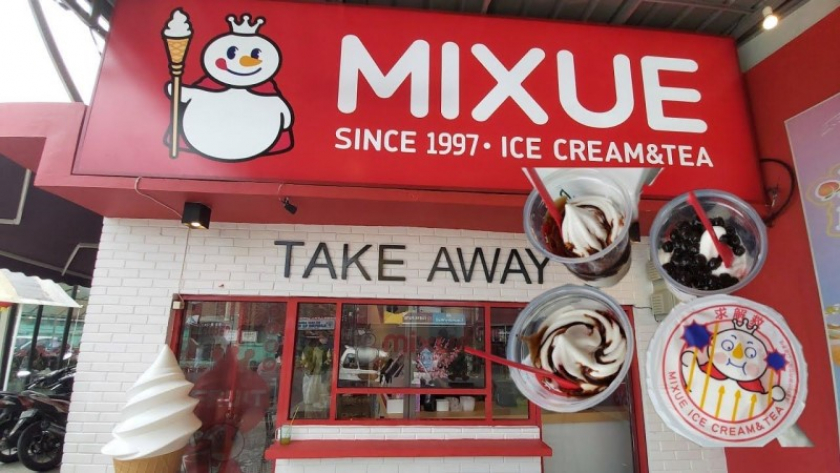 MIXUE
SINCE 1997 • ICE CREAM&TEA
TAKE AWAY
MIXUE ICE CREAM&TEA